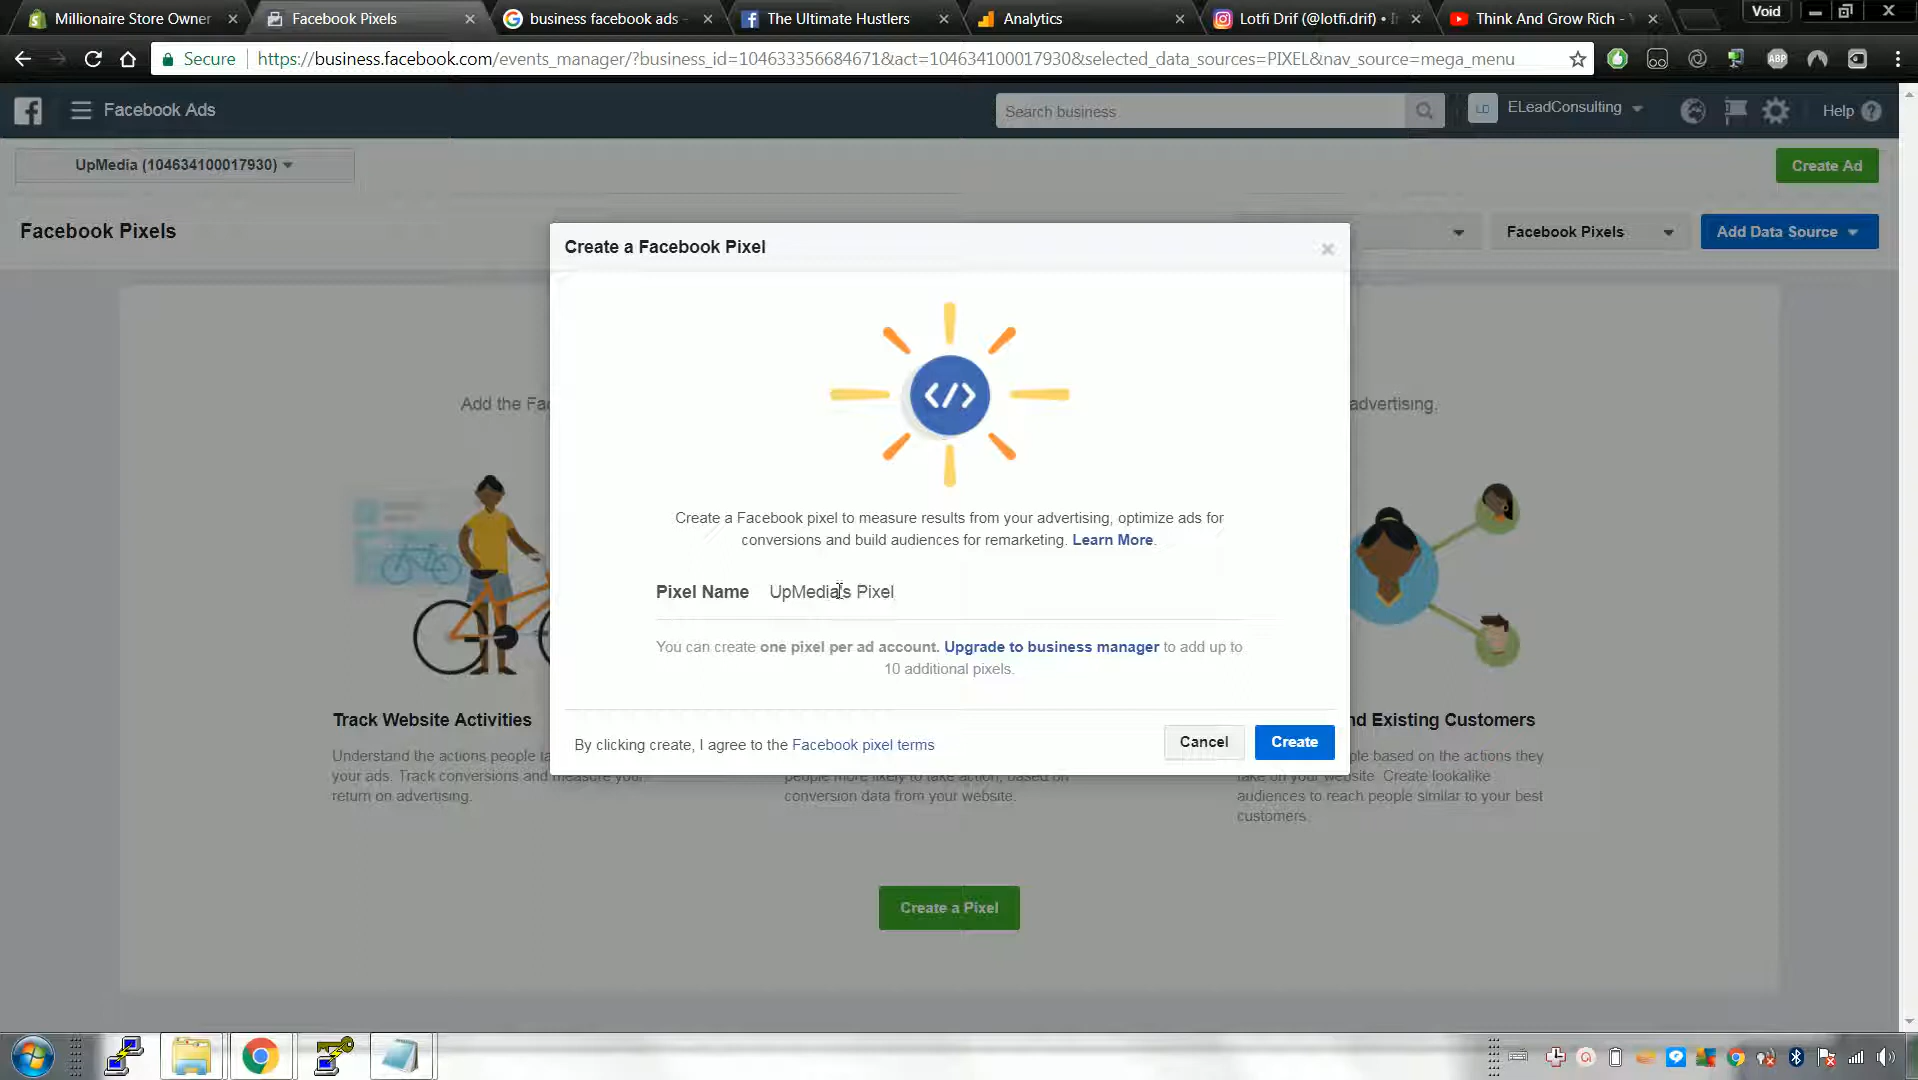 Millionaire Store Owner
Facebook Pixels
business facebook ads -
The Ultimate Hustlers
Analytics
Lotfi Drif (@lotfi.drif) •
Think And Grow Rich -
Void
Secure
https://business.facebook.com/events_manager/?business_id=104633356684671&act=104634100017930&selected_data_sources=PIXEL&nav_source=mega_menu
ABP
Facebook Ads
Search business
LD
ELeadConsulting
Help
UpMedia (104634100017930)
Create Ad
Facebook Pixels
Facebook Pixels
Add Data Source
Create a Facebook Pixel
</>
Add the Fac
advertising.
Create a Facebook pixel to measure results from your advertising, optimize ads for
conversions and build audiences for remarketing. Learn More.
Pixel Name
UpMedia's Pixel
You can create one pixel per ad account. Upgrade to business manager to add up to
10 additional pixels.
By clicking create, I agree to the Facebook pixel terms
Cancel
Create
Track Website Activities
Understand the actions people ta
your ads. Track conversions and measure your
return on advertising.
people more likely to take action, based on
conversion data from your website.
nd Existing Customers
ple based on the actions they
take on your website. Create lookalike
audiences to reach people similar to your best
customers.
Create a Pixel